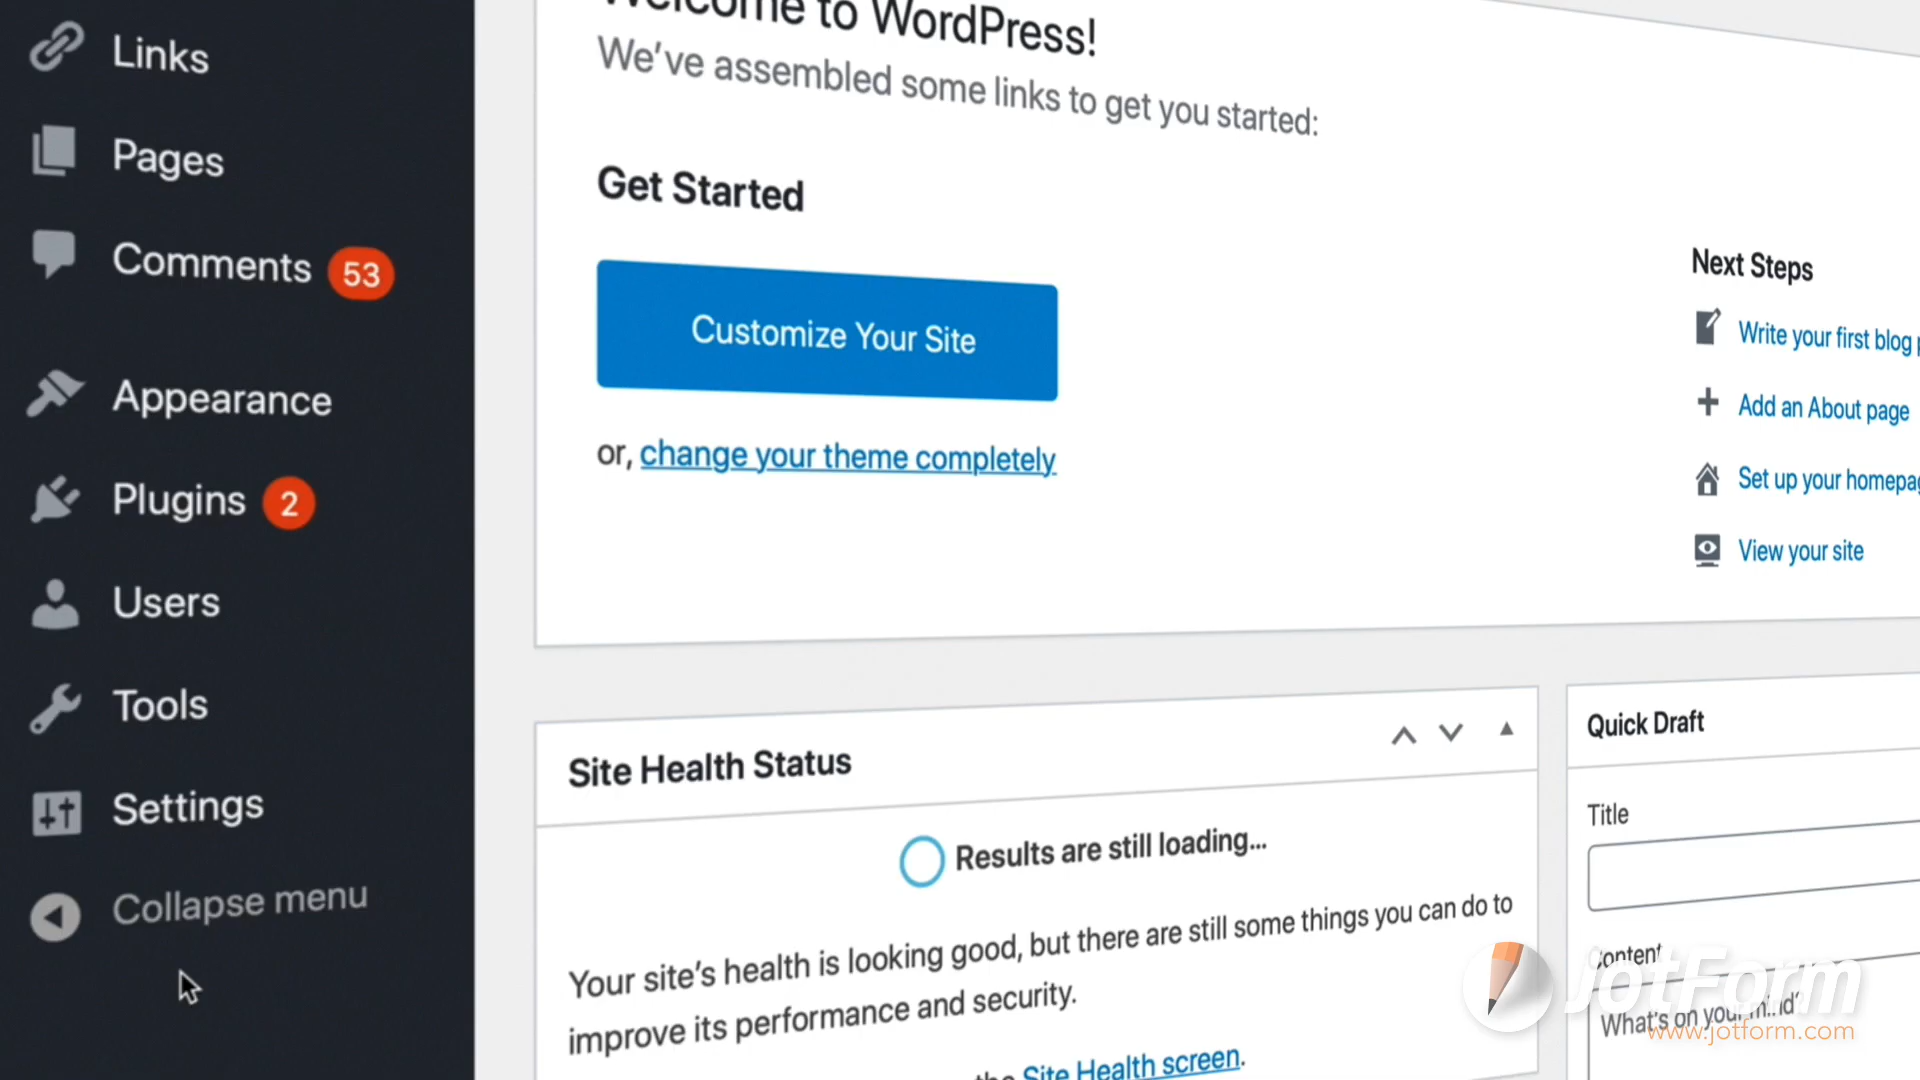 Links
Pages
Comments 53
Appearance
Plugins 2
Users
Tools
Settings
Collapse menu
Welcome to WordPress!
We've assembled some links to get you started:
Get Started
Customize Your Site
or, change your theme completely
Next Steps
Write your first blog
Add an About page
Set up your
View your site
Site Health Status
Results are still loading...
Your site's health is looking good, but there are still some things you can do to
improve its performance and security.
the Site Health screen.
Quick Draft
Title
Content
What's on your mind?
JotForm
www.jotform.com